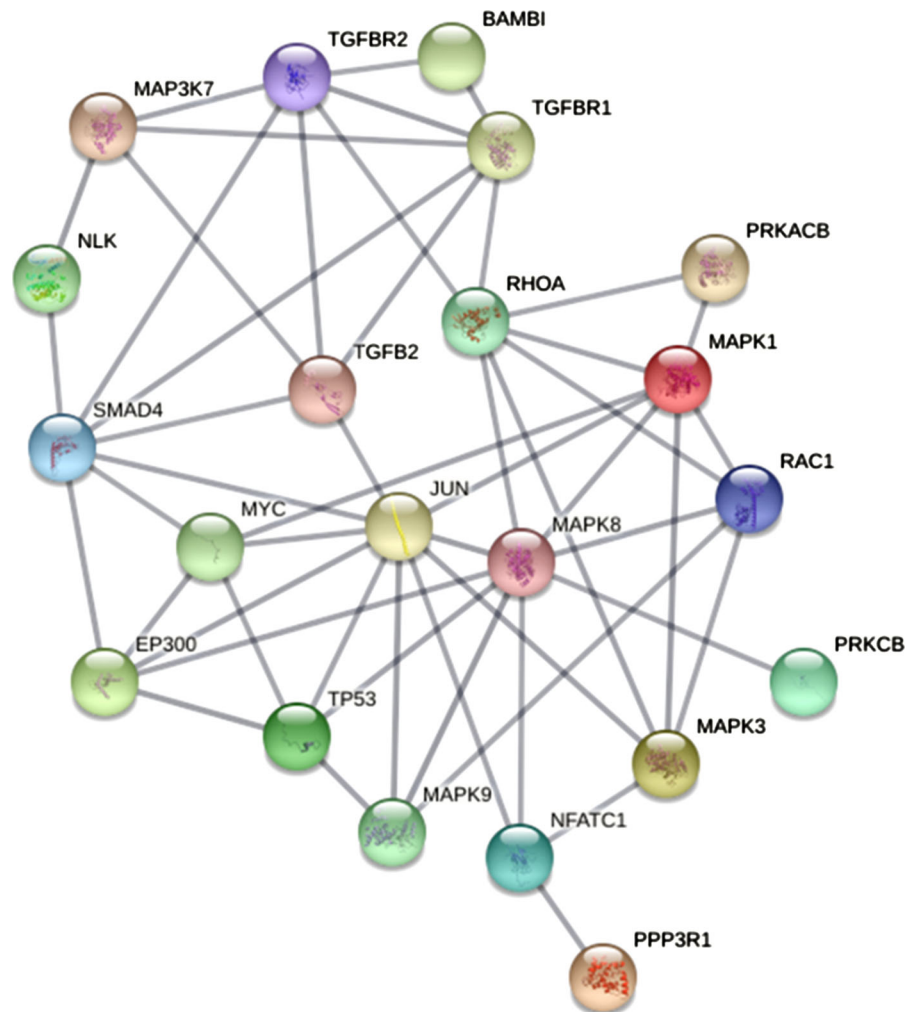 BAMBI
TGFBR2
MAP3K7
TGFBR1
PRKACB
NLK
RHOA
MAPK1
TGFB2
SMAD4
RAC1
JUN
MYC
MAPK8
EP300
PRKCB
TP53
MAPK3
MAPK9
NFATC1
PPP3R1